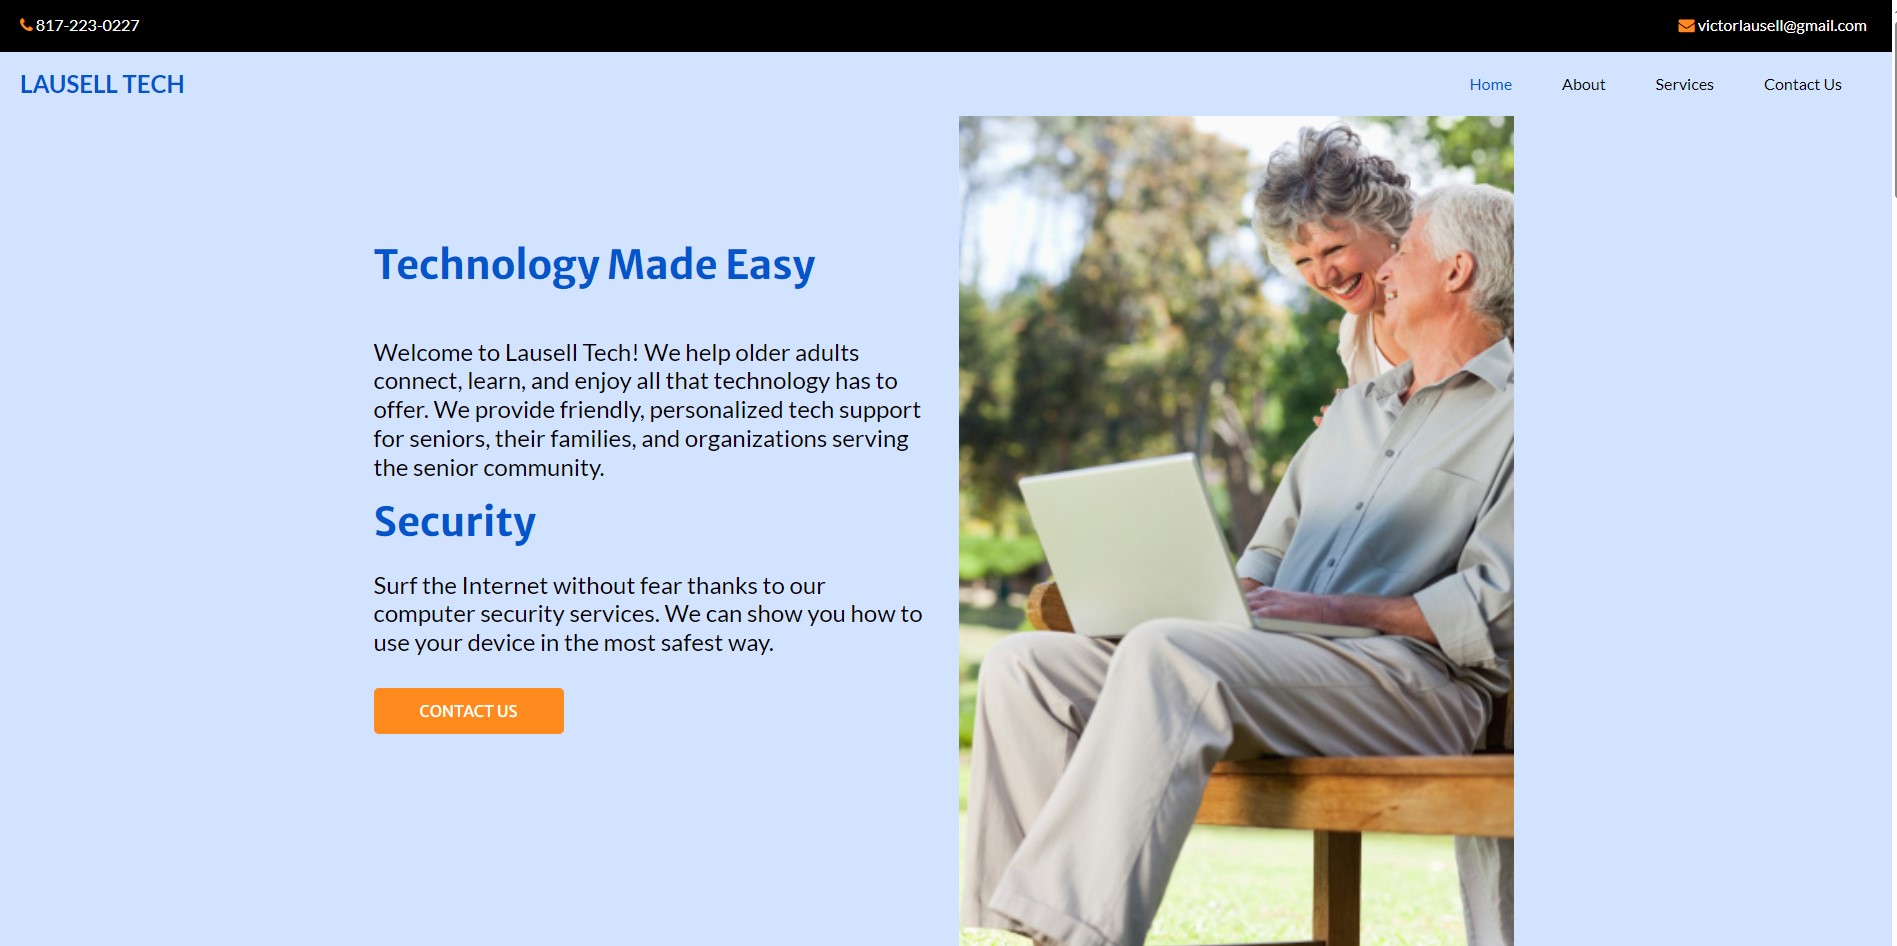 817-223-0227
victorlausell@gmail.com
LAUSELL TECH
Home
About
Services
Contact Us
Technology Made Easy
Welcome to Lausell Tech! We help older adults
connect, learn, and enjoy all that technology has to
offer. We provide friendly, personalized tech support
for seniors, their families, and organizations serving
the senior community.
Security
Surf the Internet without fear thanks to our
computer security services. We can show you how to
use your device in the most safest way.
CONTACT US